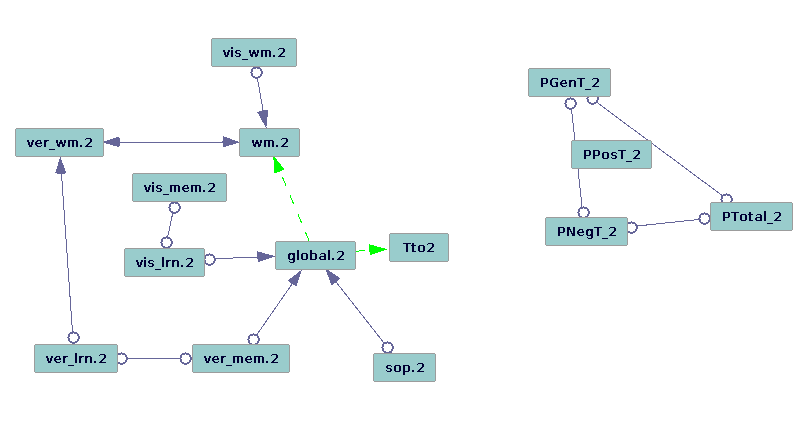 vis_wm.2
PGenT_2
ver_wm.2
wm.2
PPosT_2
vis_mem.2
PTotal_2
PNegT_2
vis_lrn.2
global.2
Tto2
ver_lrn.2
ver_mem.2
sop.2